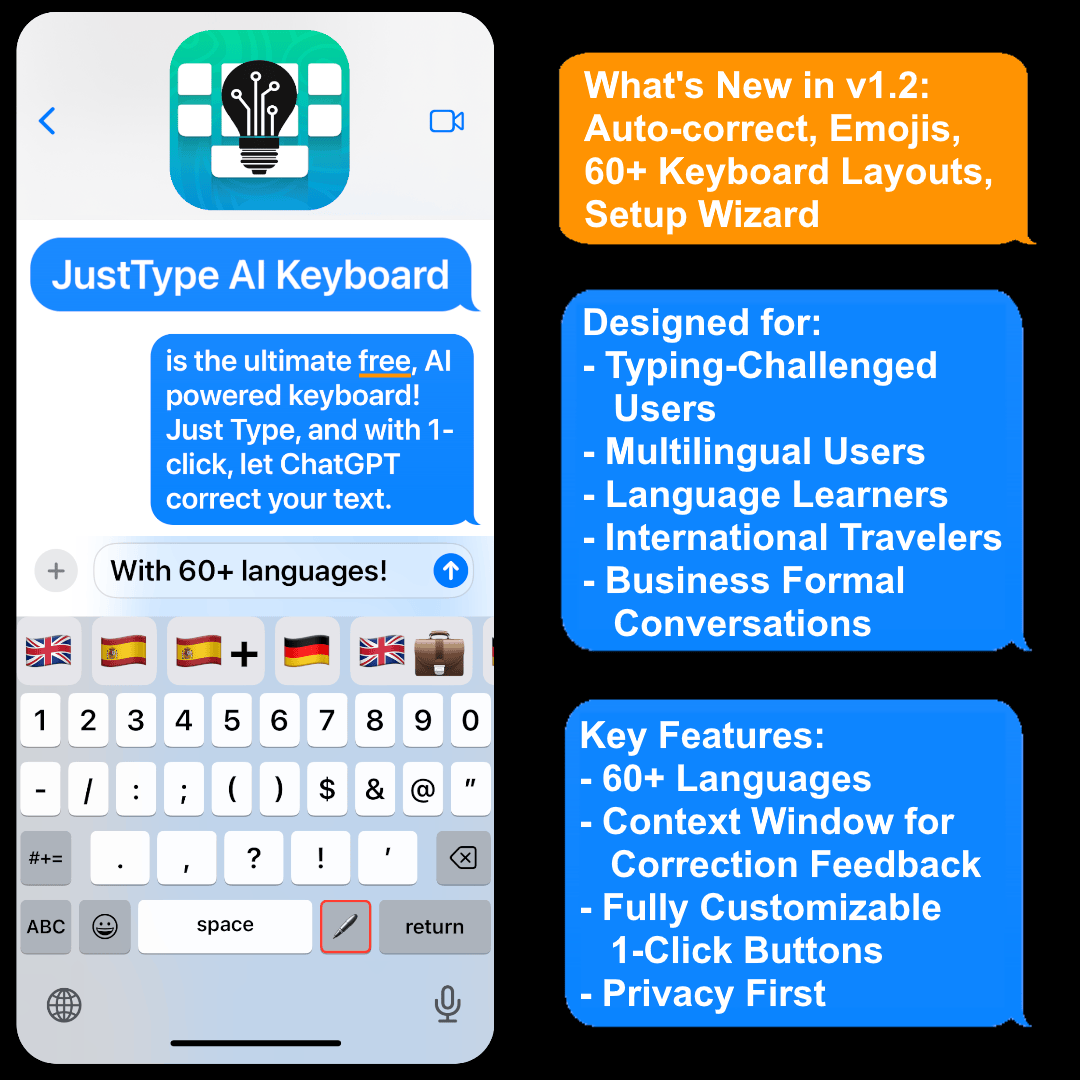 JustType AI Keyboard
is the ultimate free, AI
powered keyboard!
Just Type, and with 1-
click, let ChatGPT
correct your text.
With 60+ languages!
+
1 2 3 4 5 6 7 8 9 0
- / : ; ( ) $ & @ "
#+= . , ? ! '
ABC space return
What's New in v1.2:
Auto-correct, Emojis,
60+ Keyboard Layouts,
Setup Wizard
Designed for:
- Typing-Challenged
Users
- Multilingual Users
- Language Learners
- International Travelers
- Business Formal
Conversations
Key Features:
- 60+ Languages
- Context Window for
Correction Feedback
- Fully Customizable
1-Click Buttons
- Privacy First